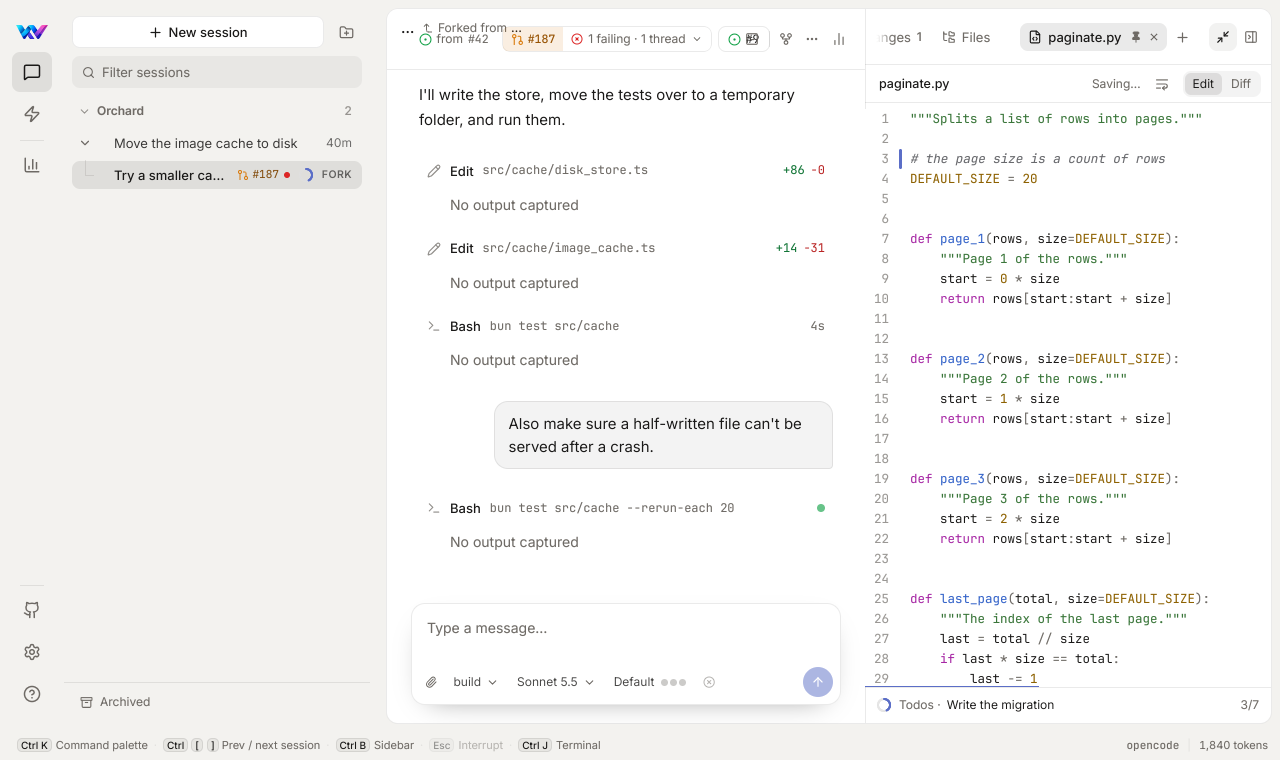 New session
Filter sessions
Orchard 2
Move the image cache to disk 40m
Try a smaller ca... #187 FORK
Archived
Forked from ...
from #42 #187 1 failing · 1 thread
I'll write the store, move the tests over to a temporary
folder, and run them.
Edit src/cache/disk_store.ts +86 -0
No output captured
Edit src/cache/image_cache.ts +14 -31
No output captured
Bash bun test src/cache 4s
No output captured
Also make sure a half-written file can't be
served after a crash.
Bash bun test src/cache --rerun-each 20
No output captured
Type a message...
build Sonnet 5.5 Default
nges 1 Files paginate.py
paginate.py Saving... Edit Diff
1 """Splits a list of rows into pages."""
2
3 # the page size is a count of rows
4 DEFAULT_SIZE = 20
5
6
7 def page_1(rows, size=DEFAULT_SIZE):
8 """Page 1 of the rows."""
9 start = 0 * size
10 return rows[start:start + size]
11
12
13 def page_2(rows, size=DEFAULT_SIZE):
14 """Page 2 of the rows."""
15 start = 1 * size
16 return rows[start:start + size]
17
18
19 def page_3(rows, size=DEFAULT_SIZE):
20 """Page 3 of the rows."""
21 start = 2 * size
22 return rows[start:start + size]
23
24
25 def last_page(total, size=DEFAULT_SIZE):
26 """The index of the last page."""
27 last = total // size
28 if last * size == total:
29 last -= 1
Todos · Write the migration 3/7
Ctrl K Command palette Ctrl [ ] Prev / next session Ctrl B Sidebar Esc Interrupt Ctrl J Terminal
opencode 1,840 tokens